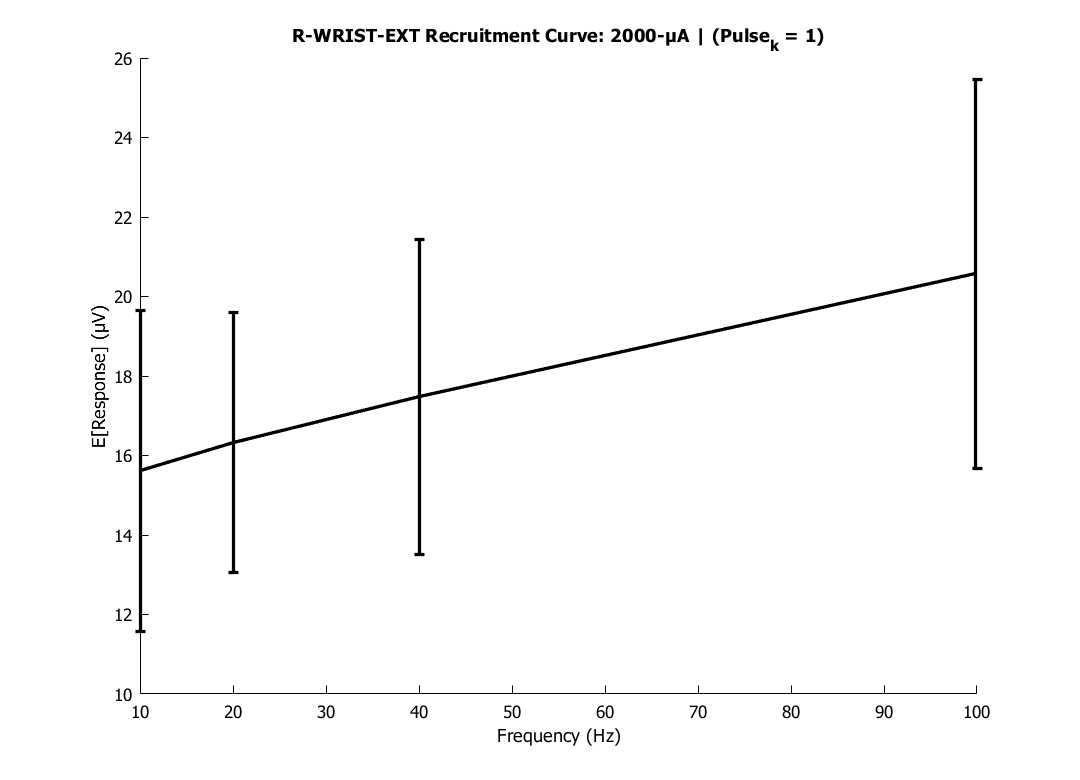 R-WRIST-EXT Recruitment Curve: 2000-µA | (Pulsek = 1)
26
24
22
20
18
16
14
12
10
E[Response] (µV)
10 20 30 40 50 60 70 80 90 100
Frequency (Hz)